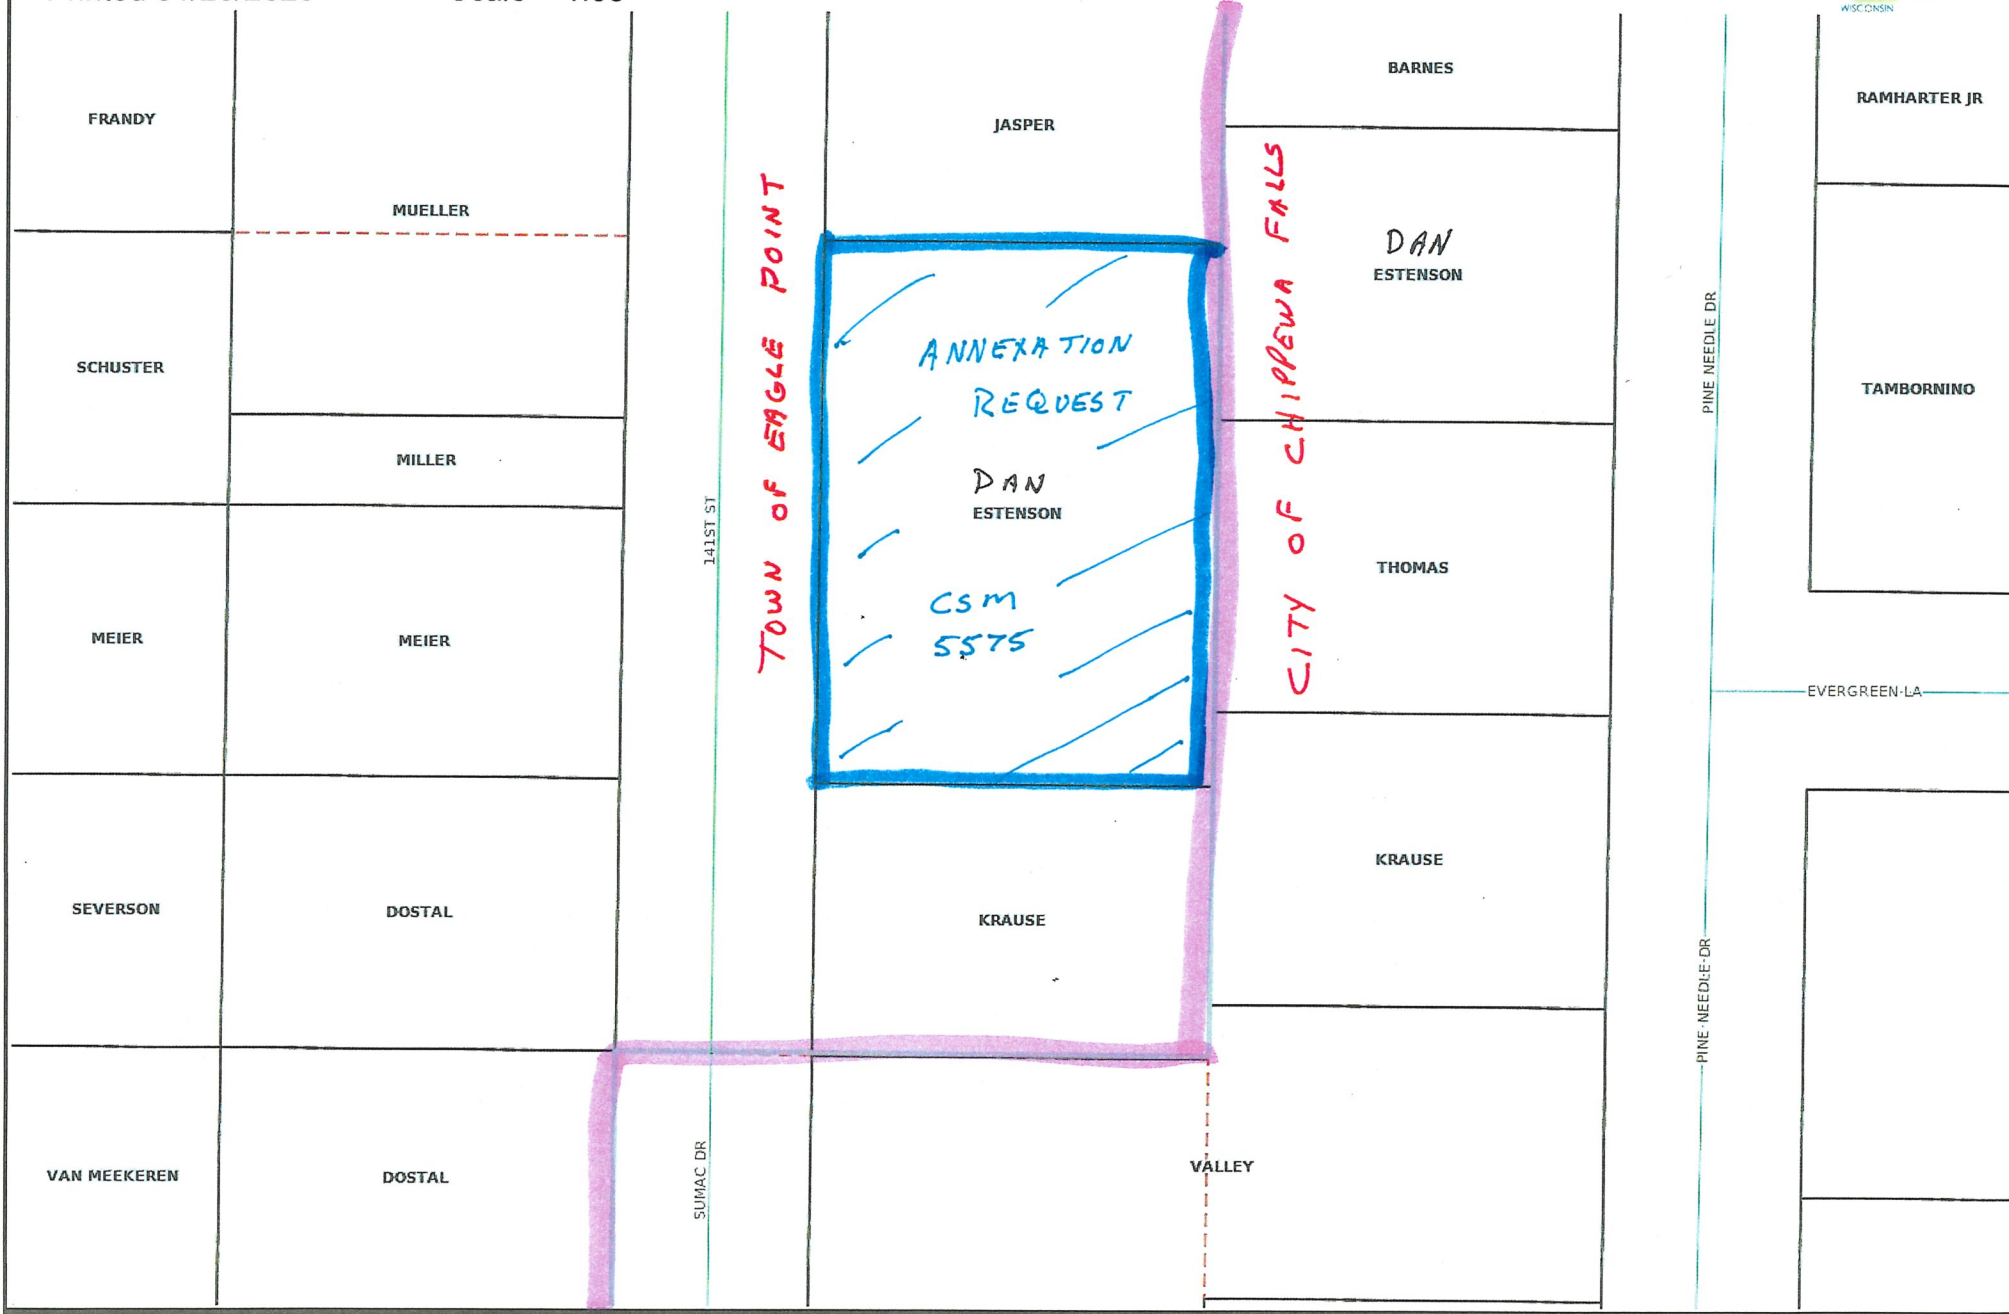 WISCONSIN
BARNES
RAMHARTER JR
FRANDY
JASPER
MUELLER
TOWN OF EAGLE POINT
CITY OF CHIPPEWA FALLS
DAN
ESTENSON
PINE NEEDLE DR
ANNEXATION
REQUEST
SCHUSTER
TAMBORNINO
MILLER
DAN
ESTENSON
141ST ST
THOMAS
CSM
5575
MEIER
MEIER
EVERGREEN-LA
KRAUSE
SEVERSON
DOSTAL
KRAUSE
PINE-NEEDLE-DR
VAN MEEKEREN
DOSTAL
SUMAC DR
VALLEY